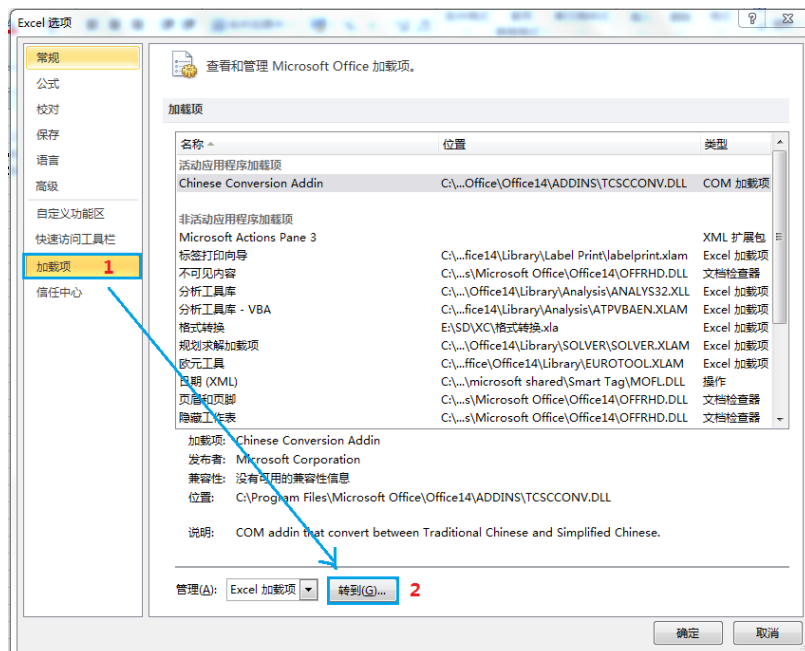 Excel 选项
常规
公式
校对
保存
语言
高级
自定义功能区
快速访问工具栏
加载项 1
信任中心
查看和管理 Microsoft Office 加载项。
加载项
名称 位置 类型
活动应用程序加载项
Chinese Conversion Addin C:\...Office\Office14\ADDINS\TCSCCONV.DLL COM 加载项
非活动应用程序加载项
Microsoft Actions Pane 3 XML 扩展包
标签打印向导 C:\...fice14\Library\Label Print\labelprint.xlam Excel 加载项
不可见内容 C:\...s\Microsoft Office\Office14\OFFRHD.DLL 文档检查器
分析工具库 C:\...\Office14\Library\Analysis\ANALYS32.XLL Excel 加载项
分析工具库 - VBA C:\...fice14\Library\Analysis\ATPVBAEN.XLAM Excel 加载项
格式转换 E:\SD\XC\格式转换.xla Excel 加载项
规划求解加载项 C:\...\Office14\Library\SOLVER\SOLVER.XLAM Excel 加载项
欧元工具 C:\...ffice\Office14\Library\EUROTOOL.XLAM Excel 加载项
日期 (XML) C:\...\microsoft shared\Smart Tag\MOFL.DLL 操作
页眉和页脚 C:\...s\Microsoft Office\Office14\OFFRHD.DLL 文档检查器
隐藏工作表 C:\...s\Microsoft Office\Office14\OFFRHD.DLL 文档检查器
加载项: Chinese Conversion Addin
发布者: Microsoft Corporation
兼容性: 没有可用的兼容性信息
位置: C:\Program Files\Microsoft Office\Office14\ADDINS\TCSCCONV.DLL
说明: COM addin that convert between Traditional Chinese and Simplified Chinese.
管理(A): Excel 加载项 转到(G)... 2
确定 取消